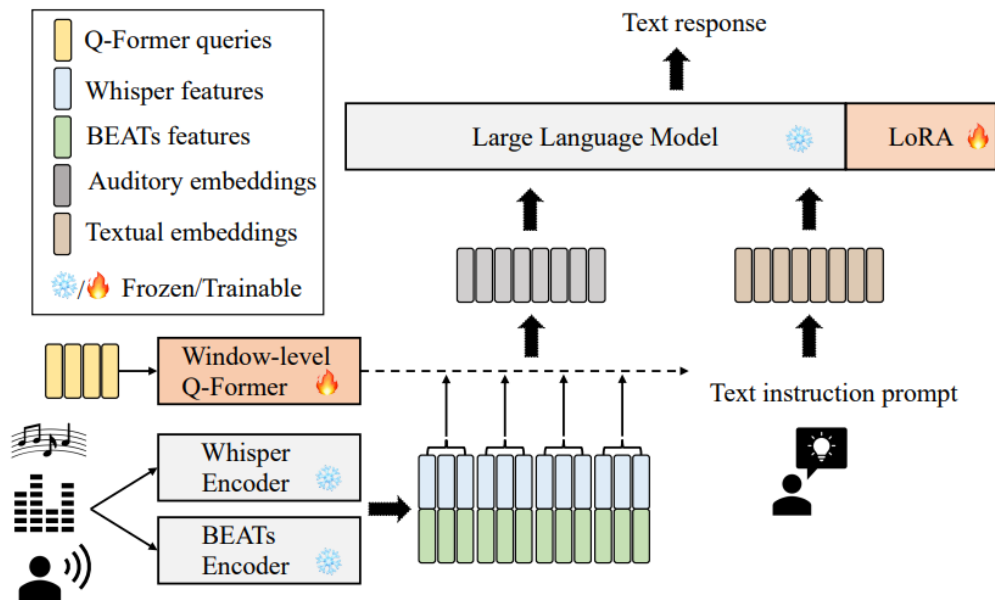 Q-Former queries
Whisper features
BEATs features
Auditory embeddings
Textual embeddings
/ Frozen/Trainable
Text response
Large Language Model
LoRA
Window-level
Q-Former
Text instruction prompt
Whisper
Encoder
BEATs
Encoder